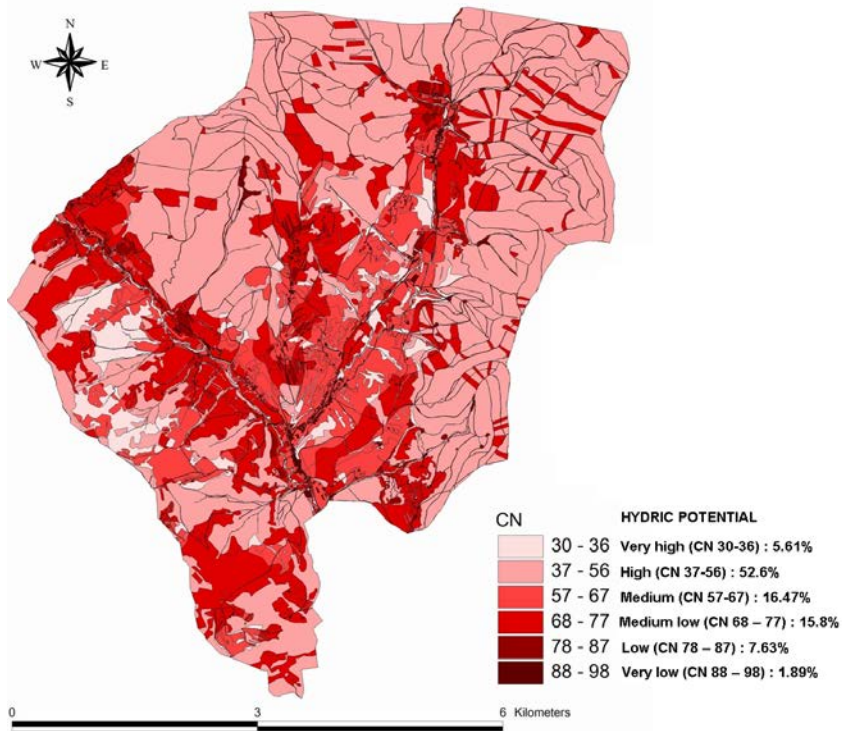 N
W E
S
CN HYDRIC POTENTIAL
30 - 36 Very high (CN 30-36) : 5.61%
37 - 56 High (CN 37-56) : 52.6%
57 - 67 Medium (CN 57-67) : 16.47%
68 - 77 Medium low (CN 68 – 77) : 15.8%
78 - 87 Low (CN 78 – 87) : 7.63%
88 - 98 Very low (CN 88 – 98) : 1.89%
0 3 6 Kilometers